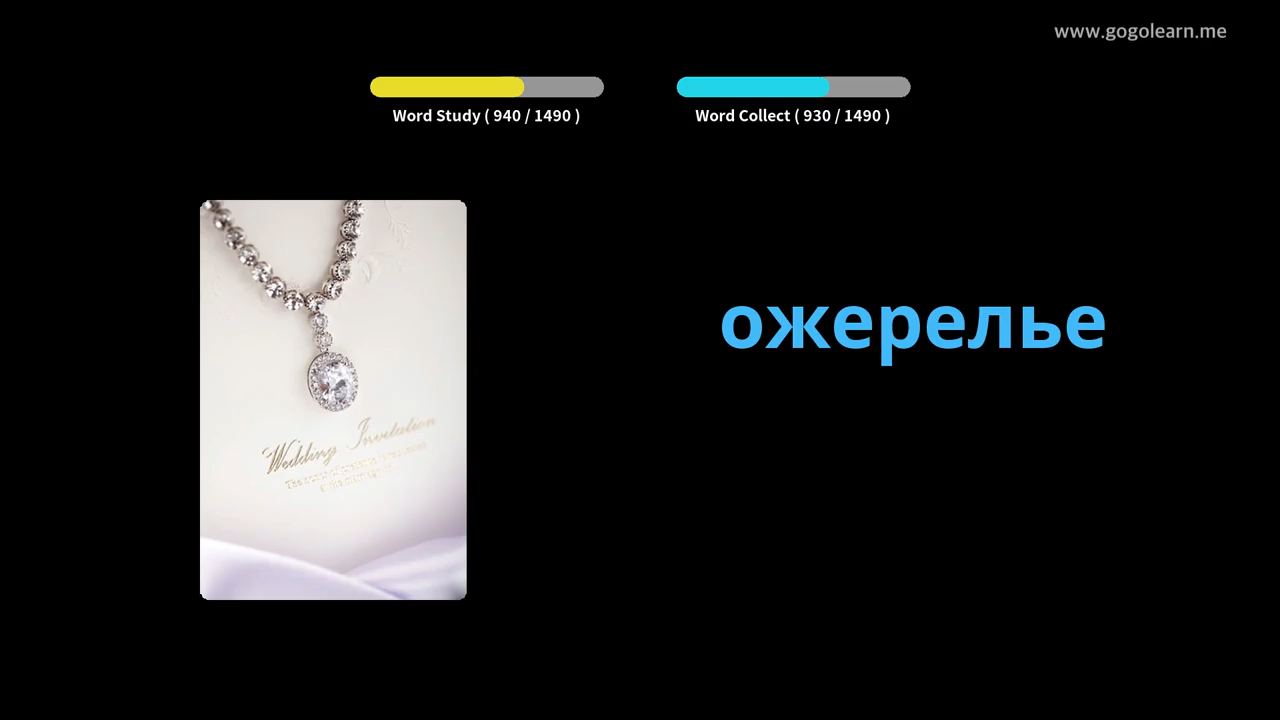 www.gogolearn.me
Word Study ( 940 / 1490 )
Word Collect ( 930 / 1490 )
ожерелье
Wedding Invitation